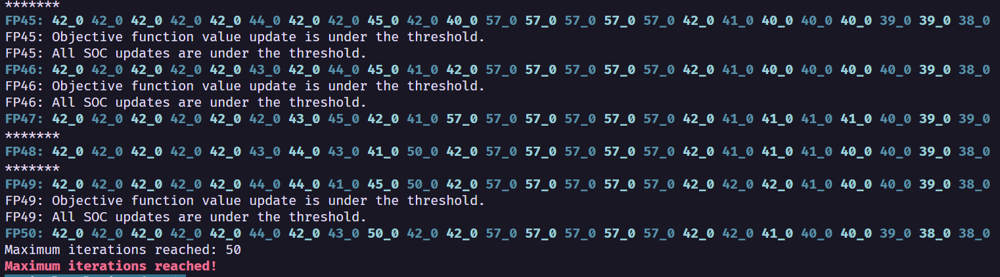 *******
FP45: 42_0 42_0 42_0 42_0 42_0 44_0 42_0 42_0 45_0 42_0 40_0 57_0 57_0 57_0 57_0 57_0 42_0 41_0 40_0 40_0 40_0 39_0 39_0 38_0
FP45: Objective function value update is under the threshold.
FP45: All SOC updates are under the threshold.
FP46: 42_0 42_0 42_0 42_0 42_0 43_0 42_0 44_0 45_0 41_0 42_0 57_0 57_0 57_0 57_0 57_0 42_0 41_0 40_0 40_0 40_0 40_0 39_0 38_0
FP46: Objective function value update is under the threshold.
FP46: All SOC updates are under the threshold.
FP47: 42_0 42_0 42_0 42_0 42_0 42_0 43_0 45_0 42_0 41_0 57_0 57_0 57_0 57_0 57_0 57_0 42_0 41_0 41_0 41_0 41_0 40_0 39_0 39_0
*******
FP48: 42_0 42_0 42_0 42_0 42_0 43_0 44_0 43_0 41_0 50_0 42_0 57_0 57_0 57_0 57_0 57_0 42_0 41_0 41_0 41_0 40_0 40_0 39_0 38_0
*******
FP49: 42_0 42_0 42_0 42_0 42_0 44_0 44_0 41_0 45_0 50_0 42_0 57_0 57_0 57_0 57_0 57_0 42_0 42_0 42_0 41_0 40_0 40_0 39_0 38_0
FP49: Objective function value update is under the threshold.
FP49: All SOC updates are under the threshold.
FP50: 42_0 42_0 42_0 42_0 42_0 44_0 42_0 43_0 50_0 42_0 42_0 57_0 57_0 57_0 57_0 57_0 42_0 42_0 41_0 40_0 40_0 39_0 38_0 38_0
Maximum iterations reached: 50
Maximum iterations reached!